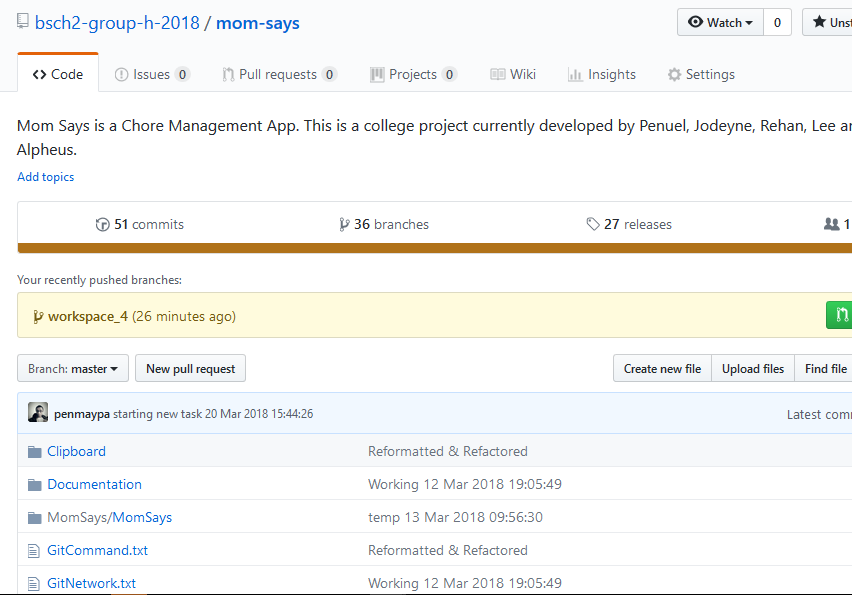 bsch2-group-h-2018 / mom-says
Watch 0
Code Issues 0 Pull requests 0 Projects 0 Wiki Insights Settings
Mom Says is a Chore Management App. This is a college project currently developed by Penuel, Jodeyne, Rehan, Lee
Alpheus.
Add topics
51 commits 36 branches 27 releases 1
Your recently pushed branches:
workspace_4 (26 minutes ago)
Branch: master New pull request Create new file Upload files Find file
penmaypa starting new task 20 Mar 2018 15:44:26 Latest
Clipboard Reformatted & Refactored
Documentation Working 12 Mar 2018 19:05:49
MomSays/MomSays temp 13 Mar 2018 09:56:30
GitCommand.txt Reformatted & Refactored
GitNetwork.txt Working 12 Mar 2018 19:05:49